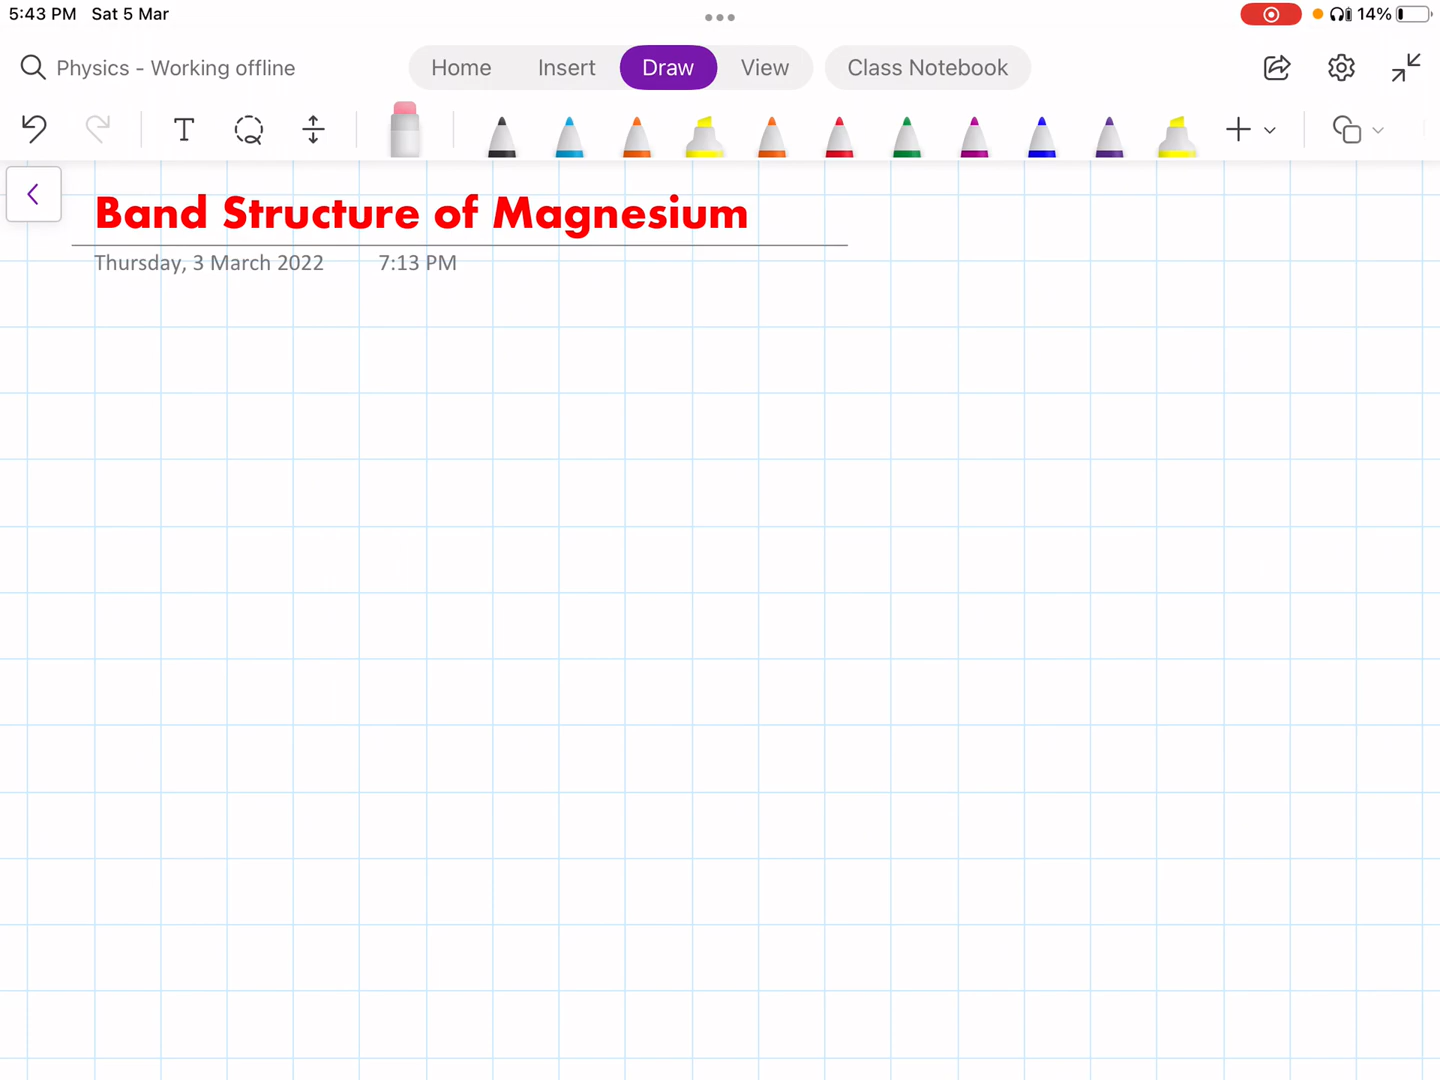 5:43 PM Sat 5 Mar 14%
Physics - Working offline Home Insert Draw View Class Notebook
T
Band Structure of Magnesium
Thursday, 3 March 2022 7:13 PM